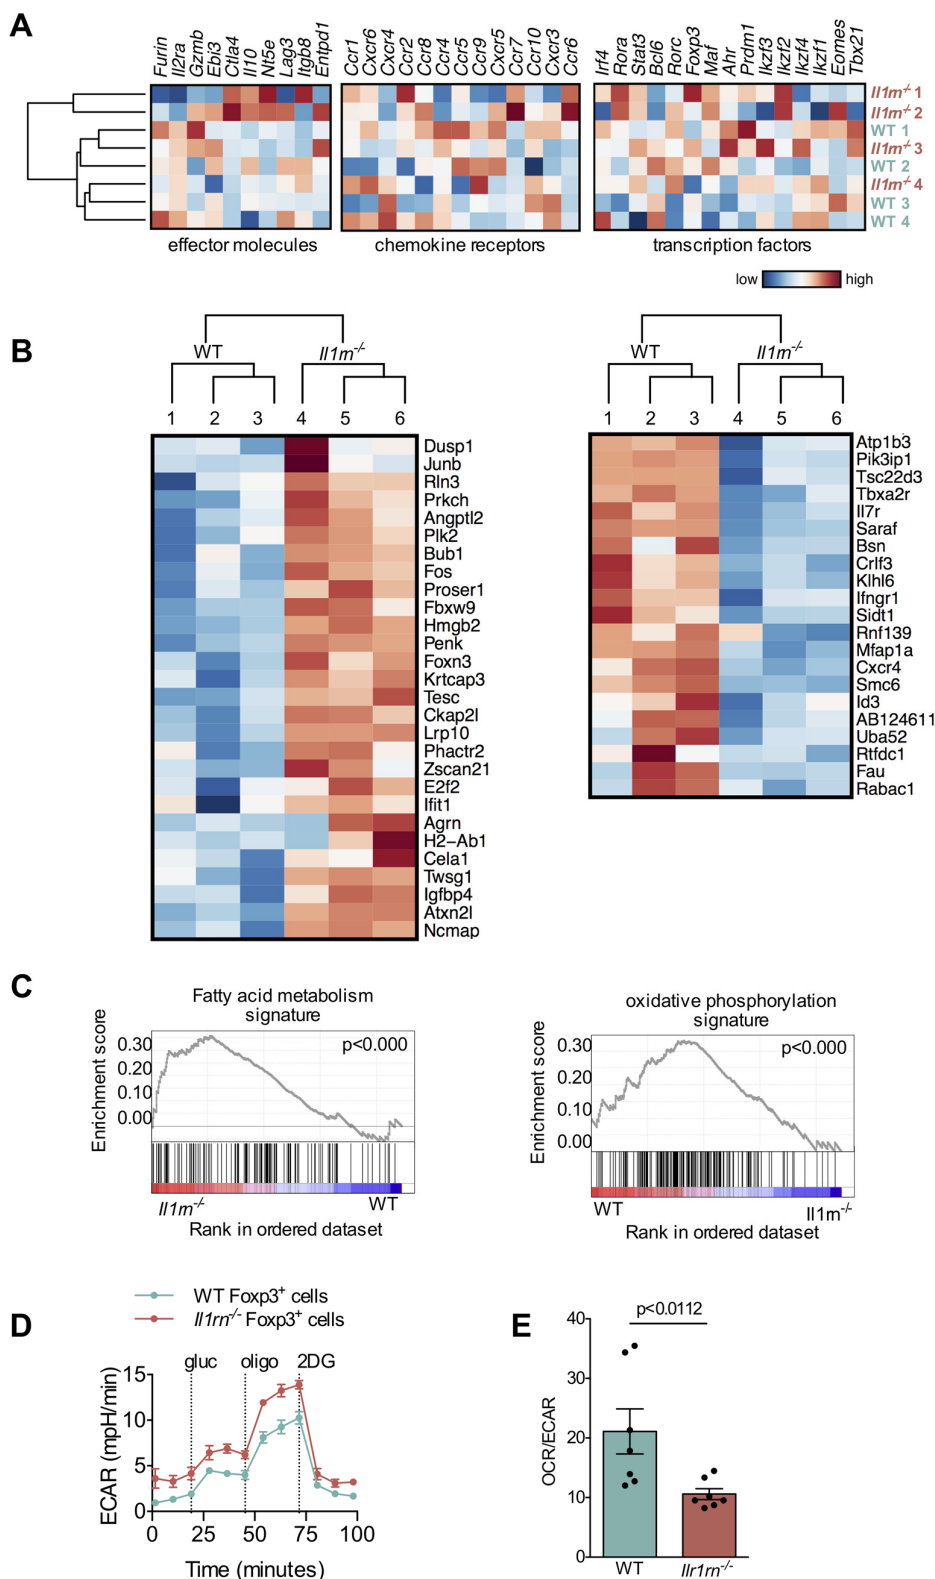 A
Furin Il2ra Gzmb Ebi3 Ctla4 Il10 Nt5e Lag3 Itgb8 Entpd1
Ccr1 Cxcr6 Cxcr4 Ccr2 Ccr8 Ccr4 Ccr5 Ccr9 Cxcr5 Ccr7 Ccr10 Cxcr3 Ccr6
Irf4 Rora Stat3 Bcl6 Rorc Foxp3 Maf Ahr Prdm1 Ikzf3 Ikzf2 Ikzf4 Ikzf1 Eomes Tbx21
Il1rn-/- 1
Il1rn-/- 2
WT 1
Il1rn-/- 3
WT 2
Il1rn-/- 4
WT 3
WT 4
effector molecules
chemokine receptors
transcription factors
low high
B
WT Il1rn-/-
1 2 3 4 5 6
Dusp1
Junb
Rln3
Prkch
Angptl2
Plk2
Bub1
Fos
Proser1
Fbxw9
Hmgb2
Penk
Foxn3
Krtcap3
Tesc
Ckap2l
Lrp10
Phactr2
Zscan21
E2f2
Ifit1
Agrn
H2−Ab1
Cela1
Twsg1
Igfbp4
Atxn2l
Ncmap
WT Il1rn-/-
1 2 3 4 5 6
Atp1b3
Pik3ip1
Tsc22d3
Tbxa2r
Il7r
Saraf
Bsn
Crlf3
Klhl6
Ifngr1
Sidt1
Rnf139
Mfap1a
Cxcr4
Smc6
Id3
AB124611
Uba52
Rtfdc1
Fau
Rabac1
C
Fatty acid metabolism
signature
Enrichment score
0.30
0.20
0.10
0.00
p<0.000
Il1rn-/- WT
Rank in ordered dataset
oxidative phosphorylation
signature
Enrichment score
0.30
0.20
0.10
0.00
p<0.000
WT Il1rn-/-
Rank in ordered dataset
D
WT Foxp3+ cells
Il1rn-/- Foxp3+ cells
gluc oligo 2DG
ECAR (mpH/min)
15
10
5
0
0 25 50 75 100
Time (minutes)
E
p<0.0112
OCR/ECAR
40
30
20
10
0
WT Ilr1rn-/-